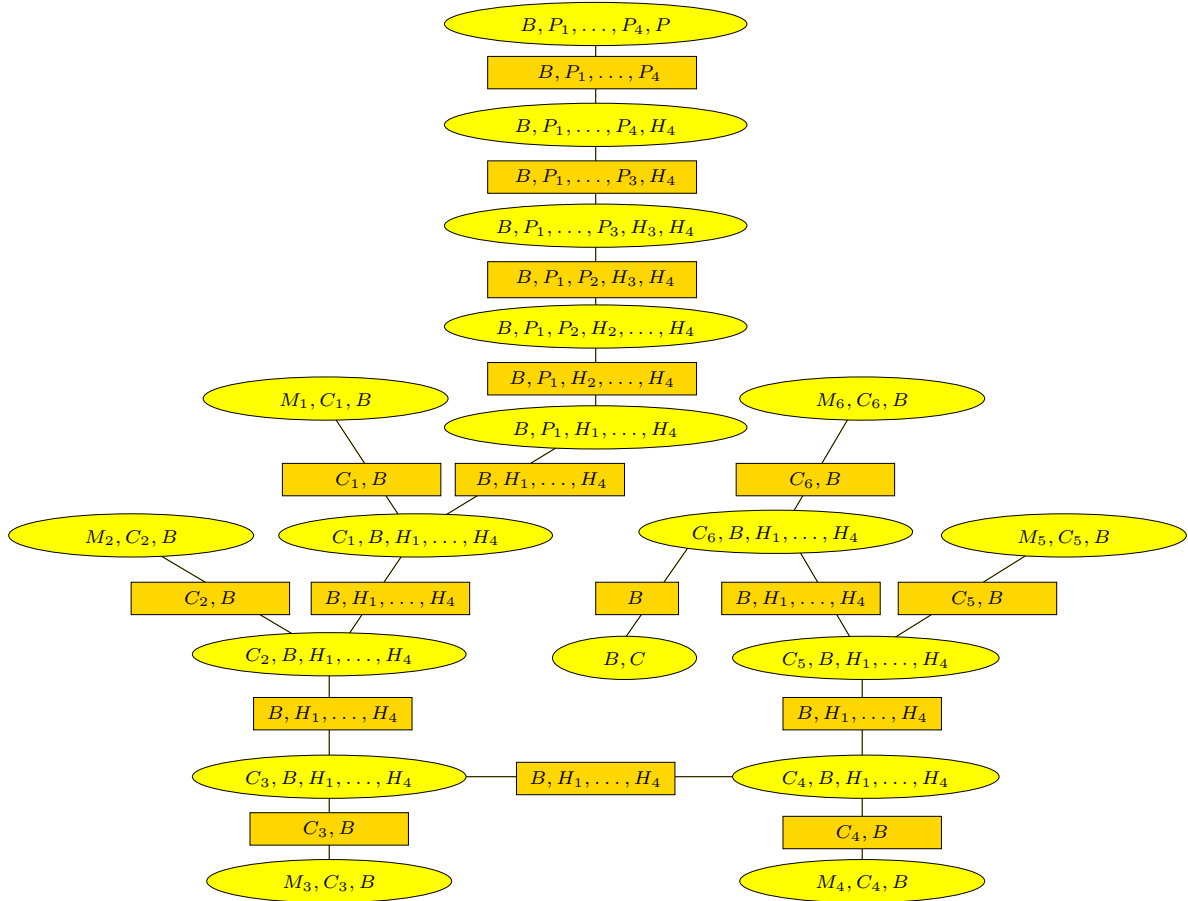 B, P₁, . . . , P₄, P
B, P₁, . . . , P₄
B, P₁, . . . , P₄, H₄
B, P₁, . . . , P₃, H₄
B, P₁, . . . , P₃, H₃, H₄
B, P₁, P₂, H₃, H₄
B, P₁, P₂, H₂, . . . , H₄
B, P₁, H₂, . . . , H₄
M₁, C₁, B
M₆, C₆, B
B, P₁, H₁, . . . , H₄
C₁, B
B, H₁, . . . , H₄
C₆, B
M₂, C₂, B
C₁, B, H₁, . . . , H₄
C₆, B, H₁, . . . , H₄
M₅, C₅, B
C₂, B
B, H₁, . . . , H₄
B
B, H₁, . . . , H₄
C₅, B
C₂, B, H₁, . . . , H₄
B, C
C₅, B, H₁, . . . , H₄
B, H₁, . . . , H₄
B, H₁, . . . , H₄
C₃, B, H₁, . . . , H₄
B, H₁, . . . , H₄
C₄, B, H₁, . . . , H₄
C₃, B
C₄, B
M₃, C₃, B
M₄, C₄, B